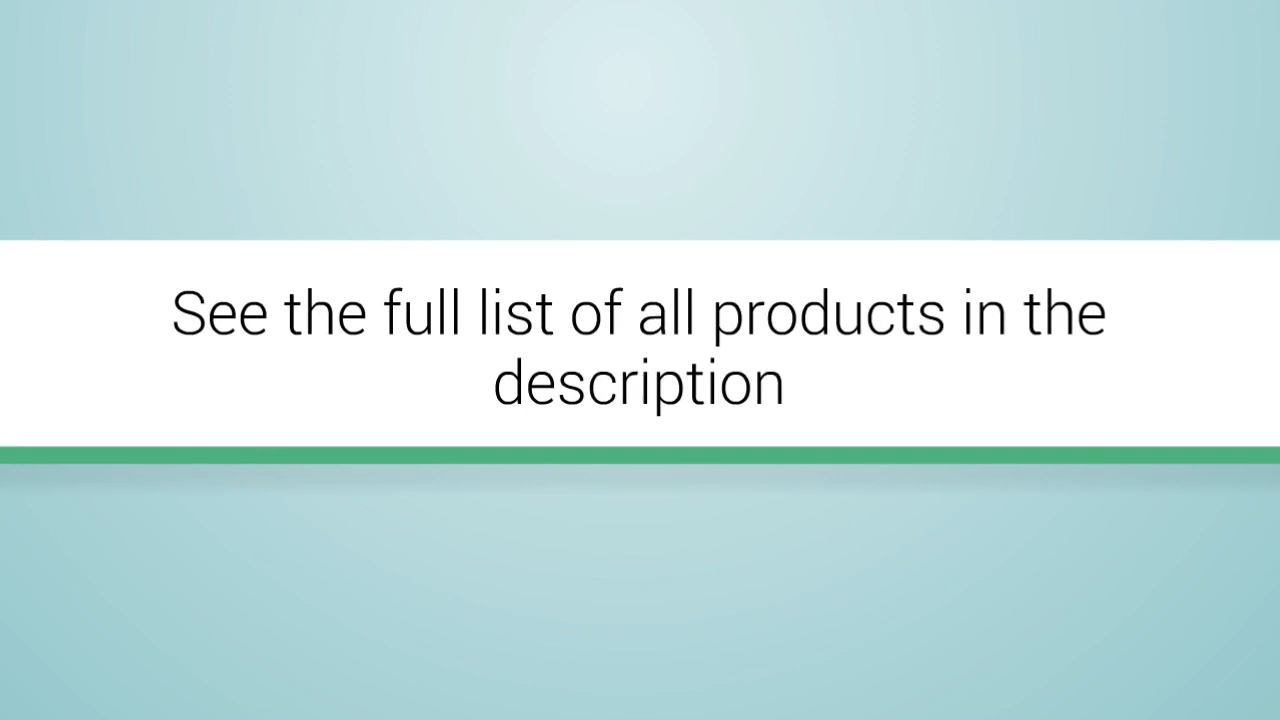 See the full list of all products in the
description